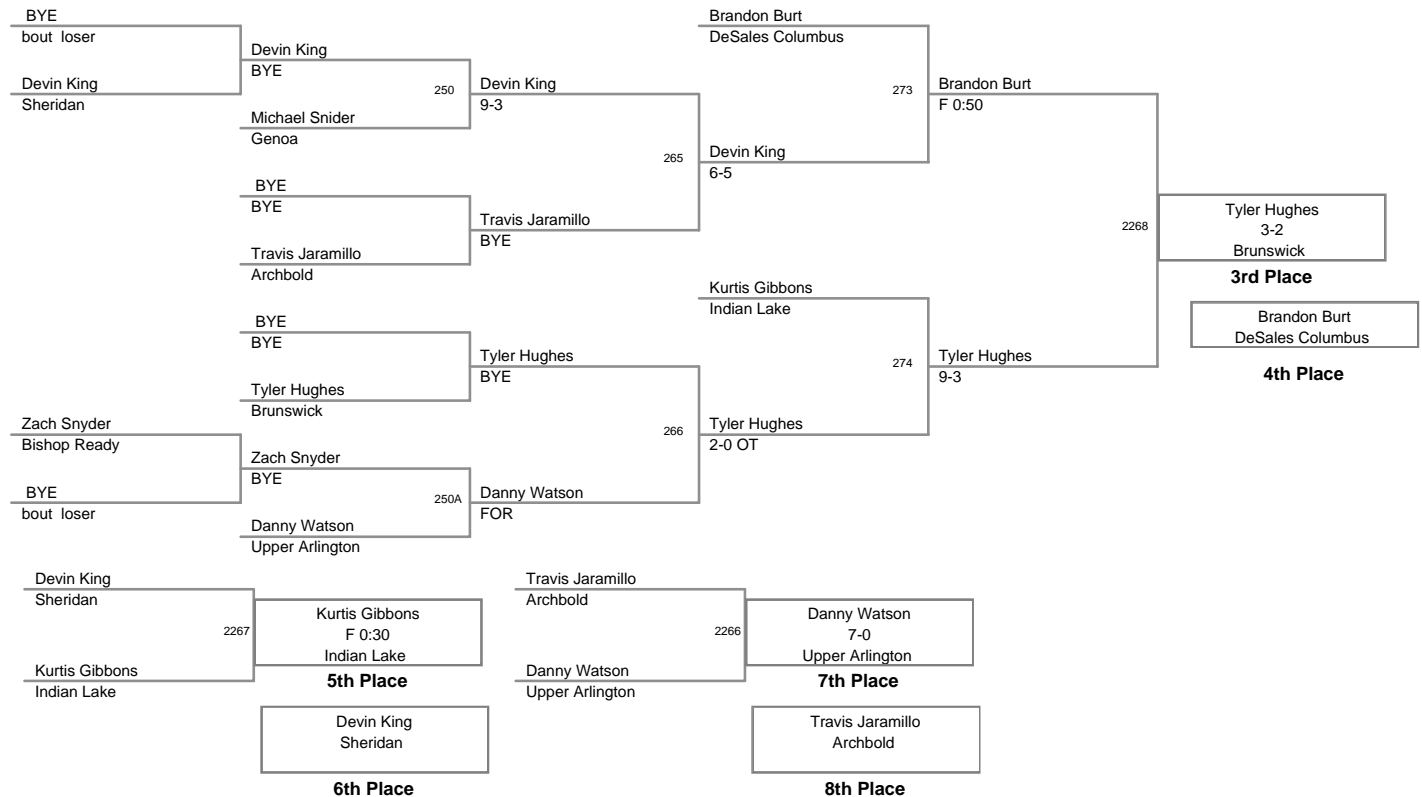 BYE
bout loser
Devin King
Sheridan
Devin King
BYE
Michael Snider
Genoa
250
Devin King
9-3
BYE
BYE
Travis Jaramillo
Archbold
Travis Jaramillo
BYE
265
Devin King
6-5
Brandon Burt
DeSales Columbus
273
Brandon Burt
F 0:50
BYE
BYE
Tyler Hughes
Brunswick
Tyler Hughes
BYE
Zach Snyder
Bishop Ready
BYE
bout loser
Zach Snyder
BYE
Danny Watson
Upper Arlington
250A
Danny Watson
FOR
266
Tyler Hughes
2-0 OT
Kurtis Gibbons
Indian Lake
274
Tyler Hughes
9-3
2268
Tyler Hughes
3-2
Brunswick
3rd Place
Brandon Burt
DeSales Columbus
4th Place
Devin King
Sheridan
Kurtis Gibbons
Indian Lake
2267
Kurtis Gibbons
F 0:30
Indian Lake
5th Place
Devin King
Sheridan
6th Place
Travis Jaramillo
Archbold
Danny Watson
Upper Arlington
2266
Danny Watson
7-0
Upper Arlington
7th Place
Travis Jaramillo
Archbold
8th Place